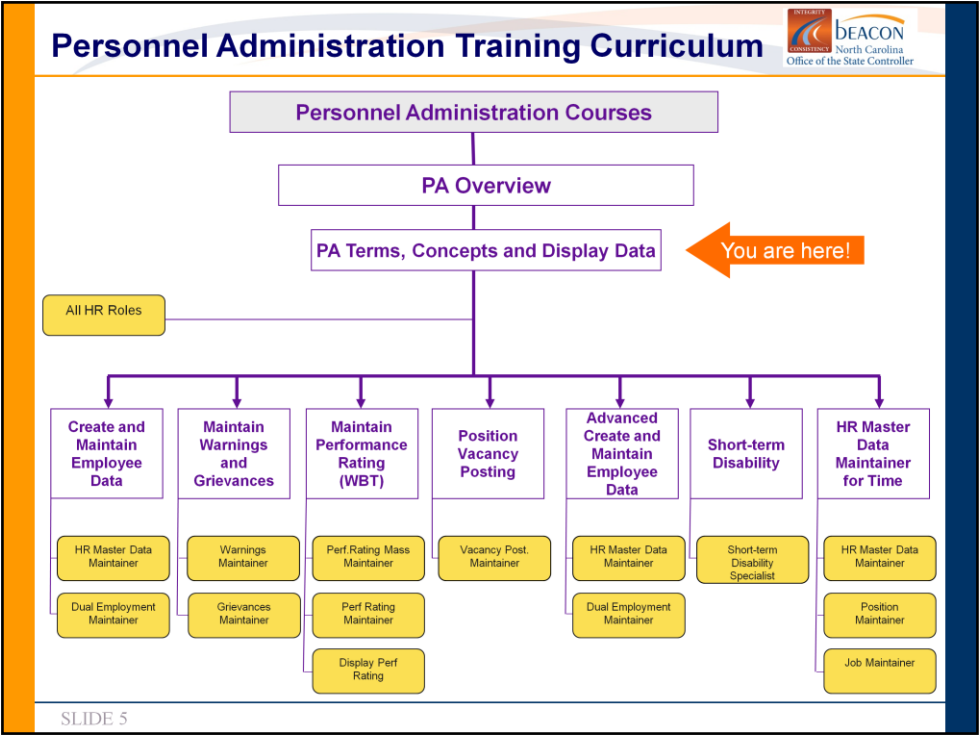 Personnel Administration Training Curriculum
INTEGRITY
CONSISTENCY
bEACON
North Carolina
Office of the State Controller
Personnel Administration Courses
PA Overview
PA Terms, Concepts and Display Data
You are here!
All HR Roles
Create and
Maintain
Employee
Data
Maintain
Warnings
and
Grievances
Maintain
Performance
Rating
(WBT)
Position
Vacancy
Posting
Advanced
Create and
Maintain
Employee
Data
Short-term
Disability
HR Master
Data
Maintainer
for Time
HR Master Data
Maintainer
Dual Employment
Maintainer
Warnings
Maintainer
Grievances
Maintainer
Perf.Rating Mass
Maintainer
Perf Rating
Maintainer
Display Perf
Rating
Vacancy Post.
Maintainer
HR Master Data
Maintainer
Dual Employment
Maintainer
Short-term
Disability
Specialist
HR Master Data
Maintainer
Position
Maintainer
Job Maintainer
SLIDE 5